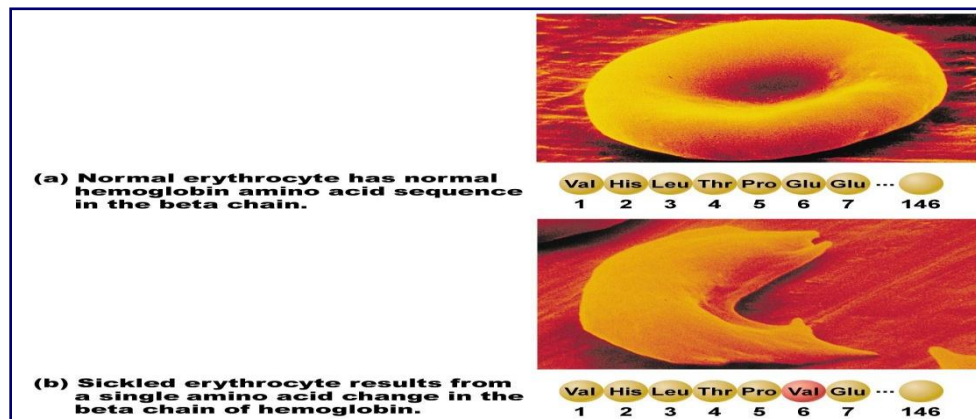 (a) Normal erythrocyte has normal
hemoglobin amino acid sequence
in the beta chain.
Val His Leu Thr Pro Glu Glu ...
1 2 3 4 5 6 7 146
(b) Sickled erythrocyte results from
a single amino acid change in the
beta chain of hemoglobin.
Val His Leu Thr Pro Val Glu ...
1 2 3 4 5 6 7 146